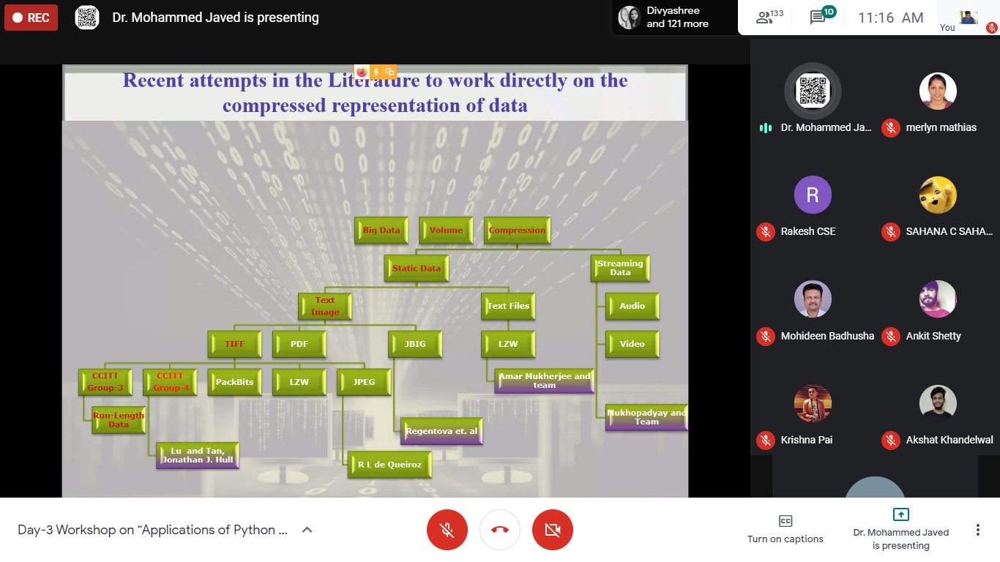 REC
Dr. Mohammed Javed is presenting
Divyashree
and 121 more
133
10
11:16 AM
You
Recent attempts in the Literature to work directly on the
compressed representation of data
Big Data
Volume
Compression
Static Data
Streaming
Data
Text
Image
Text Files
Audio
TIFF
PDF
JBIG
LZW
Video
CCITT
Group-3
CCITT
Group-4
PackBits
LZW
JPEG
Amar Mukherjee and
team
Run-Length
Data
Mukhopadyay and
Team
Regentova et. al
Lu and Tan,
Jonathan J. Hull
R L de Queiroz
Dr. Mohammed Ja...
merlyn mathias
R
Rakesh CSE
SAHANA C SAHA...
Mohideen Badhusha
Ankit Shetty
Krishna Pai
Akshat Khandelwal
Day-3 Workshop on “Applications of Python ...
CC
Turn on captions
Dr. Mohammed Javed
is presenting